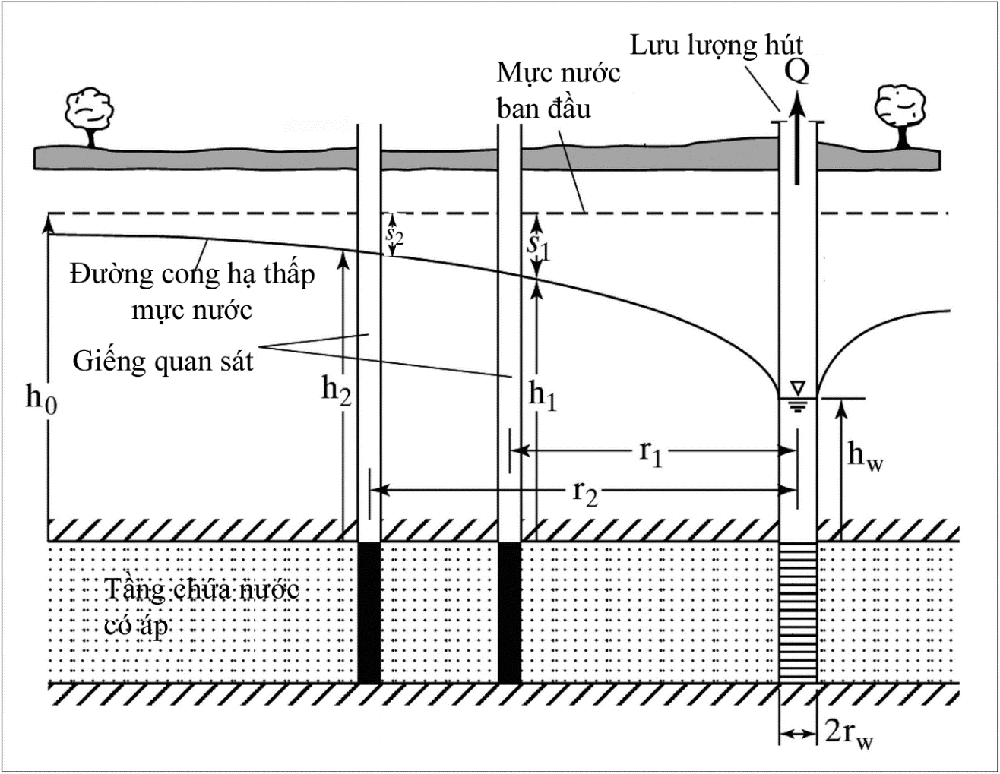 Lưu lượng hút
Q
Mực nước
ban đầu
s2
s1
Đường cong hạ thấp
mực nước
Giếng quan sát
h0
h2
h1
r1
hw
r2
Tầng chứa nước
có áp
2rw